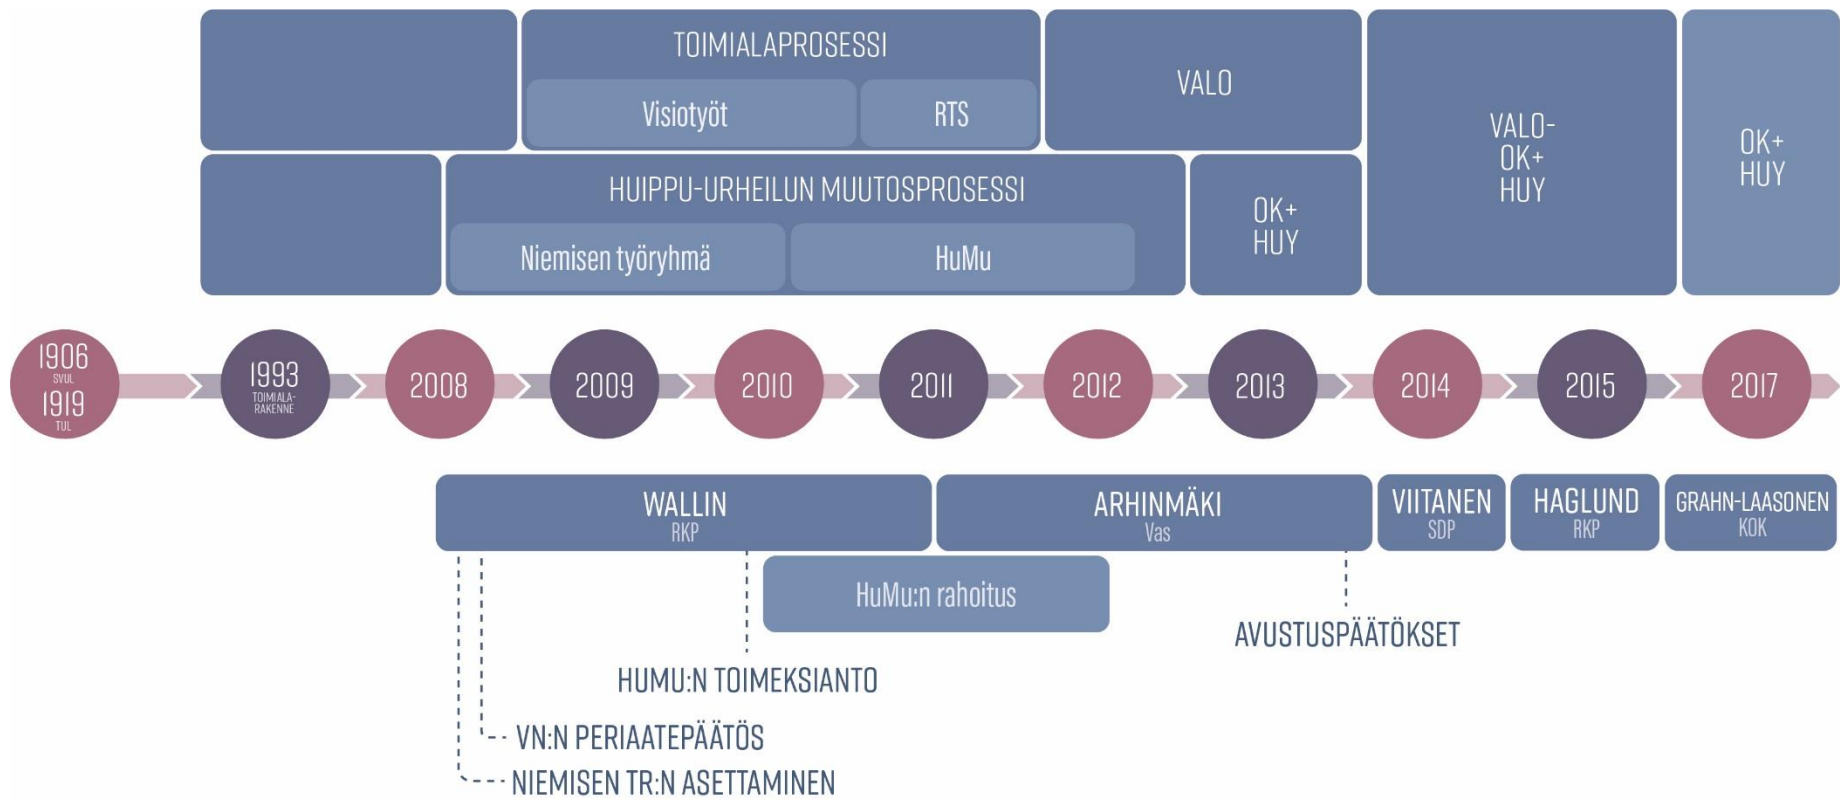 TOIMIALAPROSESSI
Visiotyöt
RTS
VALO
VALO-
OK+
HUY
OK+
HUY
HUIPPU-URHEILUN MUUTOSPROSESSI
Niemisen työryhmä
HuMu
OK+
HUY
1906
SVUL
1919
TUL
1993
TOIMIALA-
RAKENNE
2008
2009
2010
2011
2012
2013
2014
2015
2017
WALLIN
RKP
ARHINMÄKI
Vas
VIITANEN
SDP
HAGLUND
RKP
GRAHN-LAASONEN
KOK
HuMu:n rahoitus
AVUSTUSPÄÄTÖKSET
HUMU:N TOIMEKSIANTO
VN:N PERIAATEPÄÄTÖS
NIEMISEN TR:N ASETTAMINEN